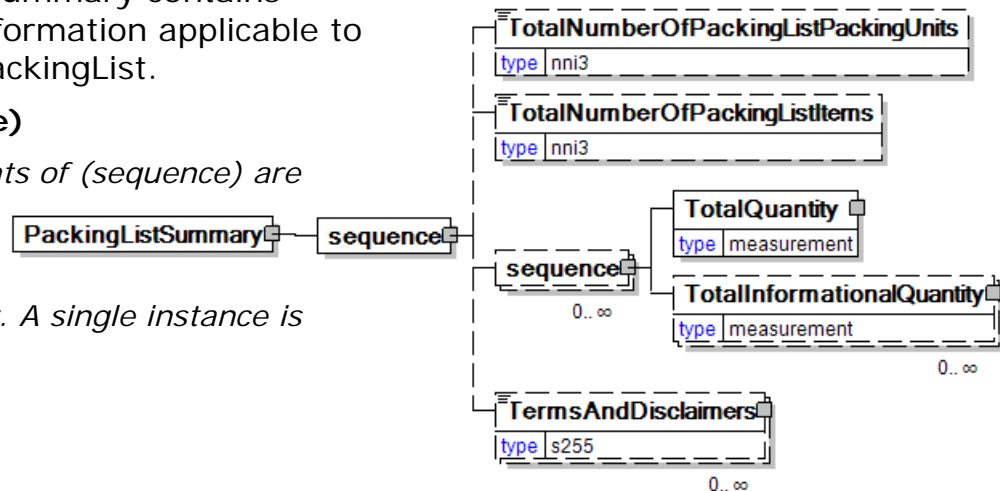 ummary contains
formation applicable to
ackingList.
e)
ts of (sequence) are
. A single instance is
PackingListSummary
sequence
TotalNumberOfPackingListPackingUnits
type nni3
TotalNumberOfPackingListItems
type nni3
sequence
0.. ∞
TotalQuantity
type measurement
TotalInformationalQuantity
type measurement
0.. ∞
TermsAndDisclaimers
type s255
0.. ∞